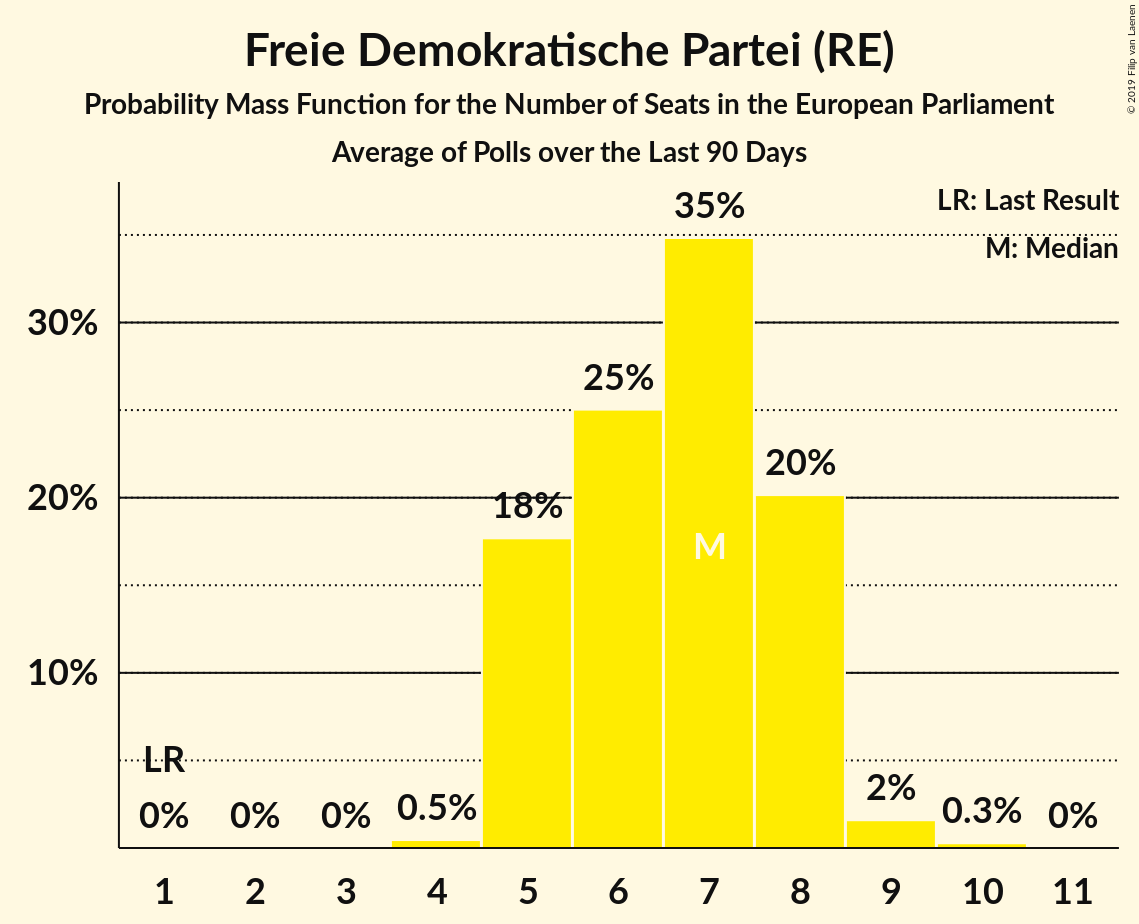 Freie Demokratische Partei (RE)
Probability Mass Function for the Number of Seats in the European Parliament
Average of Polls over the Last 90 Days
© 2019 Filip van Laenen
LR: Last Result
M: Median
35%
30%
25%
20%
20%
18%
M
10%
LR
0% 0% 0% 0.5% 2% 0.3% 0%
1 2 3 4 5 6 7 8 9 10 11